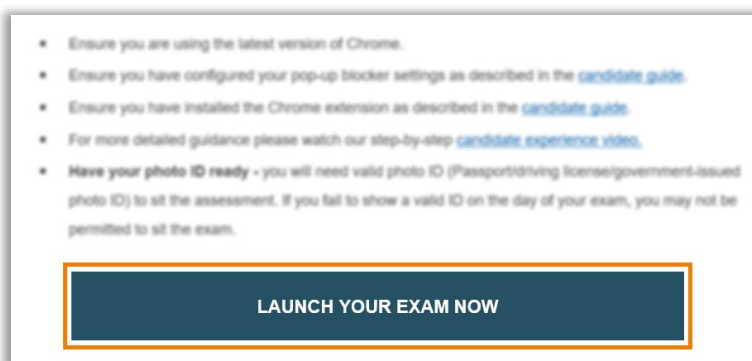 Ensure you are using the latest version of Chrome.
Ensure you have configured your pop-up blocker settings as described in the candidate guide.
Ensure you have installed the Chrome extension as described in the candidate guide.
For more detailed guidance please watch our step-by-step candidate experience video.
Have your photo ID ready - you will need valid photo ID (Passport/driving license/government-issued
photo ID) to sit the assessment. If you fail to show a valid ID on the day of your exam, you may not be
permitted to sit the exam.
LAUNCH YOUR EXAM NOW